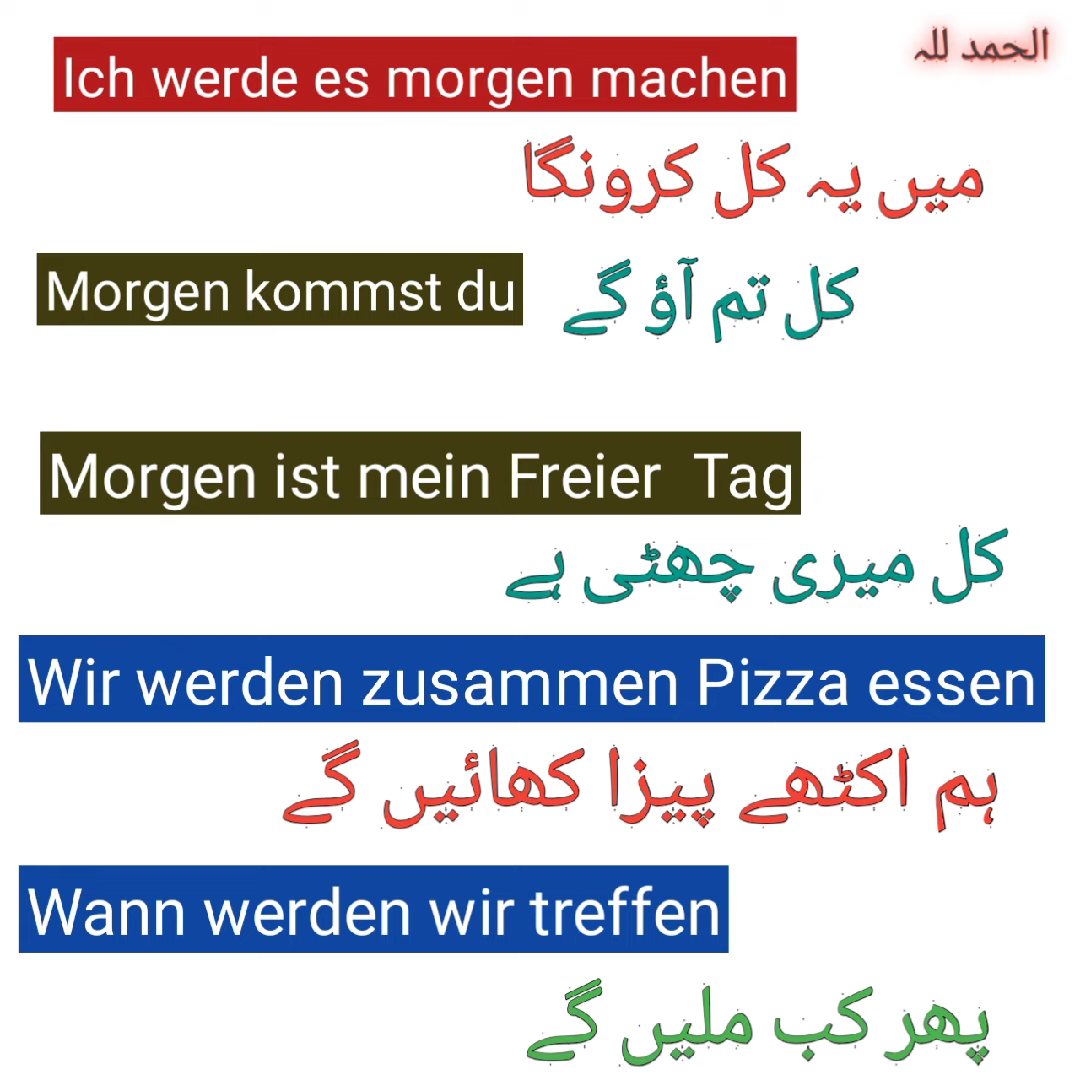 الحمد للہ
Ich werde es morgen machen
میں یہ کل کرونگا
Morgen kommst du
کل تم آؤ گے
Morgen ist mein Freier Tag
کل میری چھٹی ہے
Wir werden zusammen Pizza essen
ہم اکٹھے پیزا کھائیں گے
Wann werden wir treffen
پھر کب ملیں گے